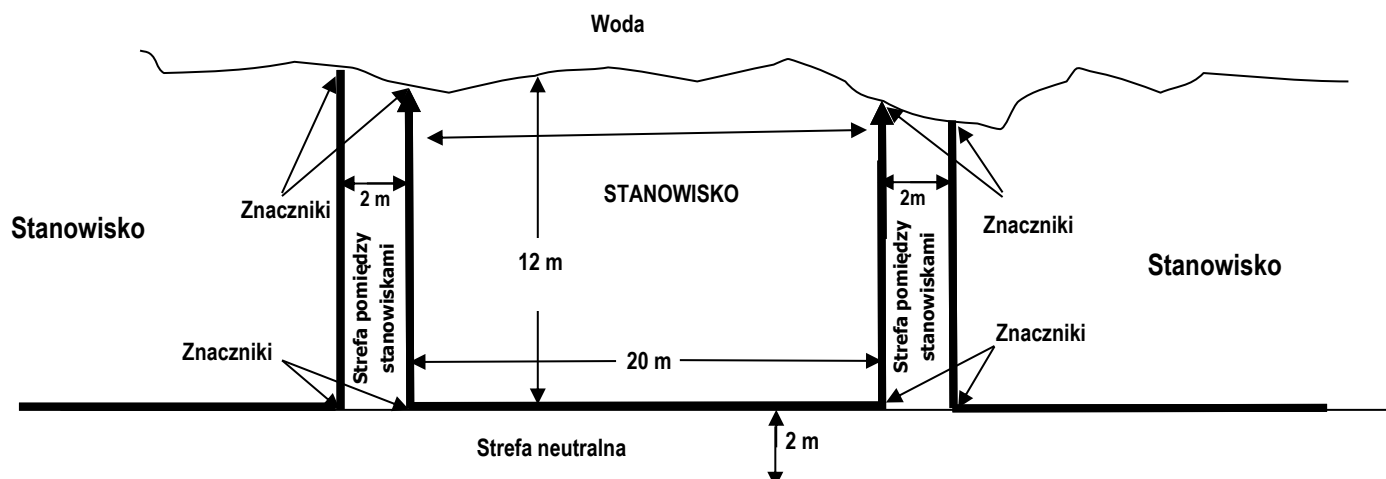 Woda
2 m
STANOWISKO
2m
Znaczniki
Znaczniki
Stanowisko
Strefa pomiędzy
stanowiskami
12 m
Strefa pomiędzy
stanowiskami
Stanowisko
Znaczniki
20 m
Znaczniki
Strefa neutralna
2 m